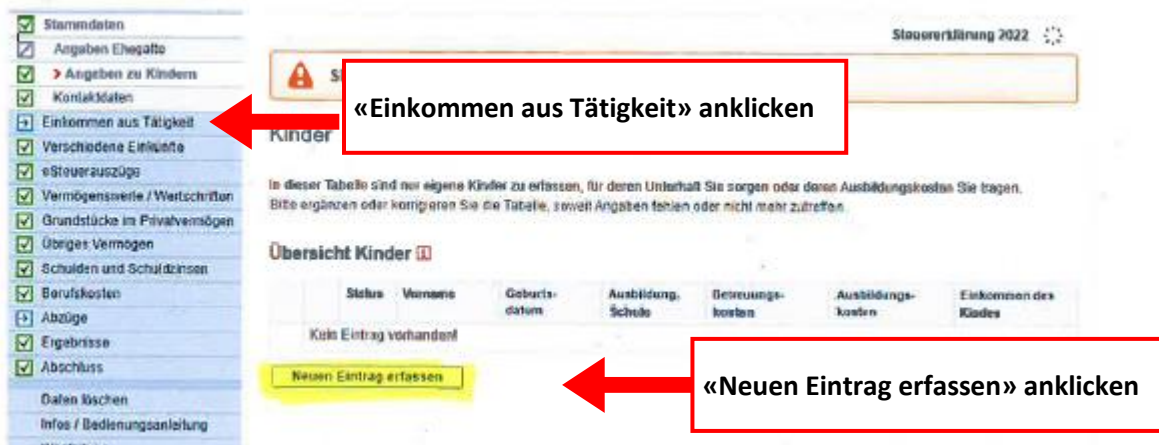 Stammdaten
Angaben Ehegatte
> Angaben zu Kindern
Kontaktdaten
Einkommen aus Tätigkeit
Verschiedene Einkünfte
eSteuerauszüge
Vermögenswerte / Wertschriften
Grundstücke im Privatvermögen
Übriges Vermögen
Schulden und Schuldzinsen
Berufskosten
Abzüge
Ergebnisse
Abschluss
Daten löschen
Infos / Bedienungsanleitung
Steuererklärung 2022
«Einkommen aus Tätigkeit» anklicken
Kinder
In dieser Tabelle sind nur eigene Kinder zu erfassen, für deren Unterhalt Sie sorgen oder deren Ausbildungskosten Sie tragen.
Bitte ergänzen oder korrigieren Sie die Tabelle, soweit Angaben fehlen oder nicht mehr zutreffen.
Übersicht Kinder
Status Vorname Geburts- Ausbildung, Betreuungs- Ausbildungs- Einkommen des
datum Schule kosten kosten Kindes
Kein Eintrag vorhanden!
Neuen Eintrag erfassen
«Neuen Eintrag erfassen» anklicken